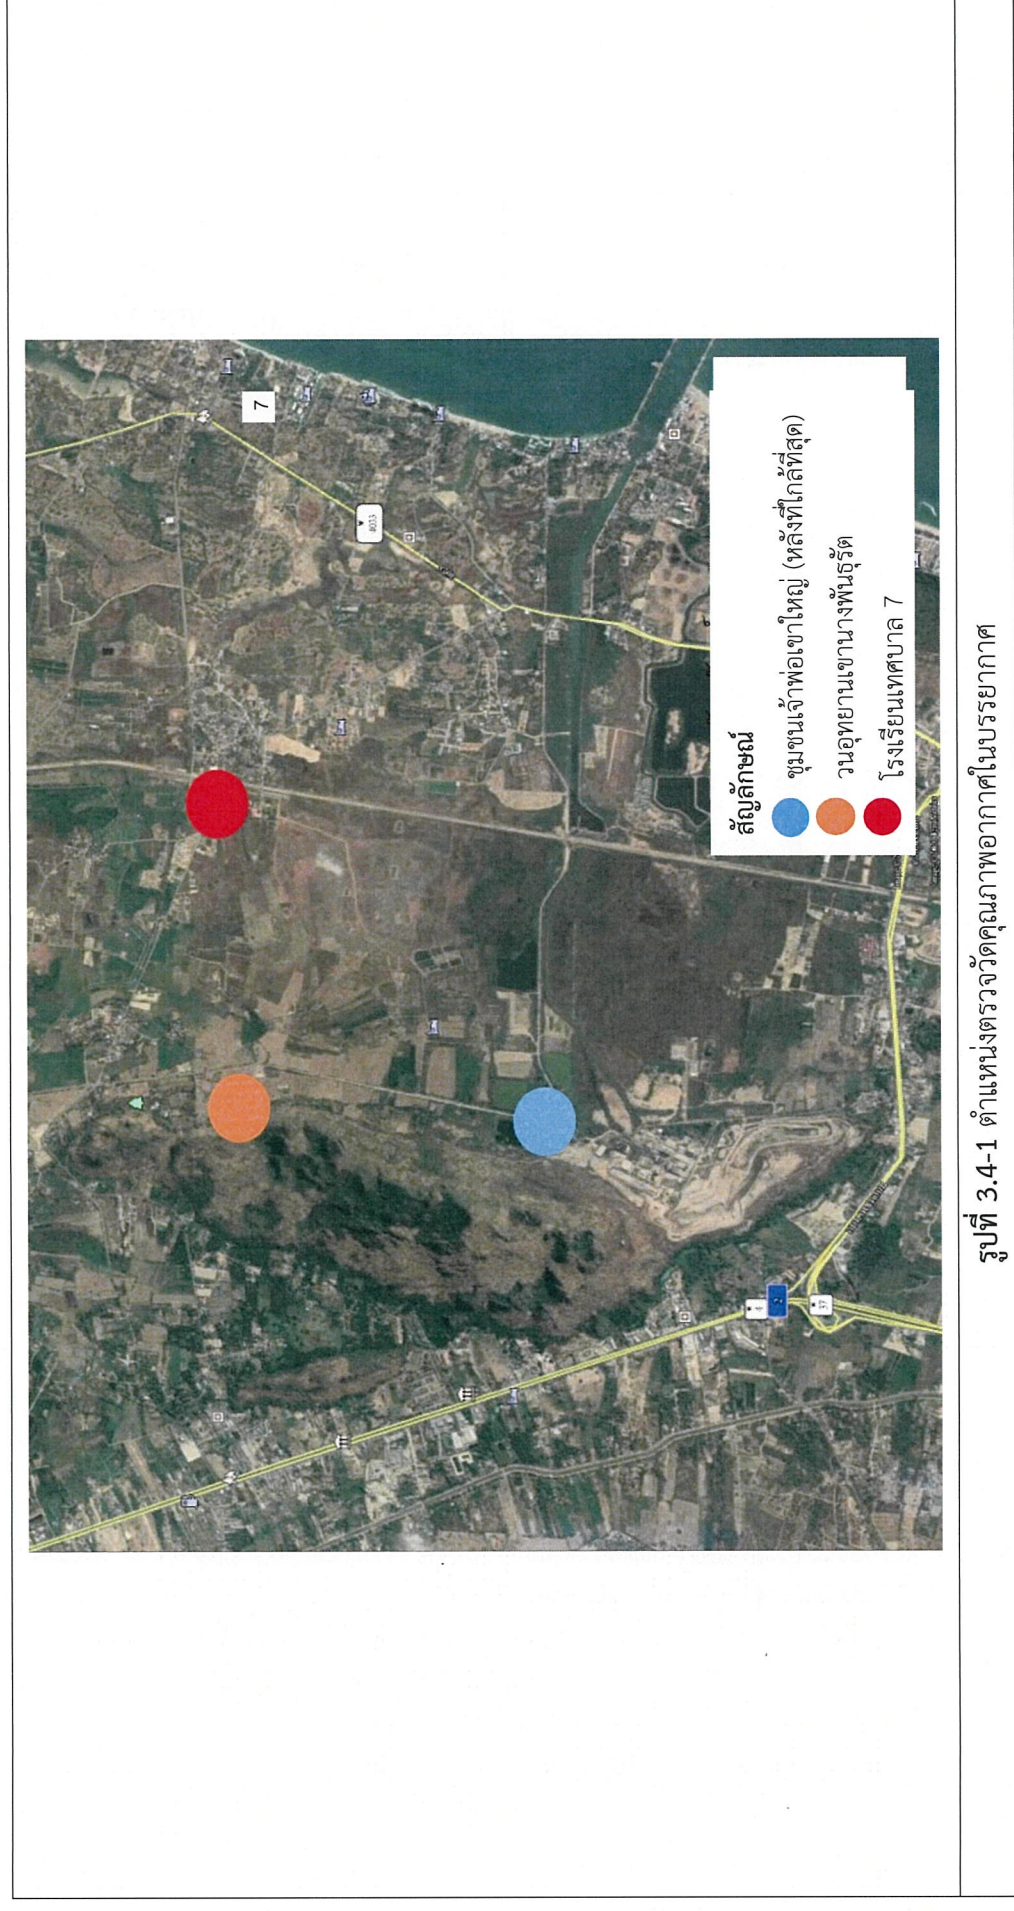 7
4033
สัญลักษณ์
ชุมชนเจ้าพ่อเขาใหญ่ (หลังที่ใกล้ที่สุด)
วนอุทยานเขานางพันธุรัต
โรงเรียนเทศบาล 7
4
2
37
รูปที่ 3.4-1 ตำแหน่งตรวจวัดคุณภาพอากาศในบรรยากาศ